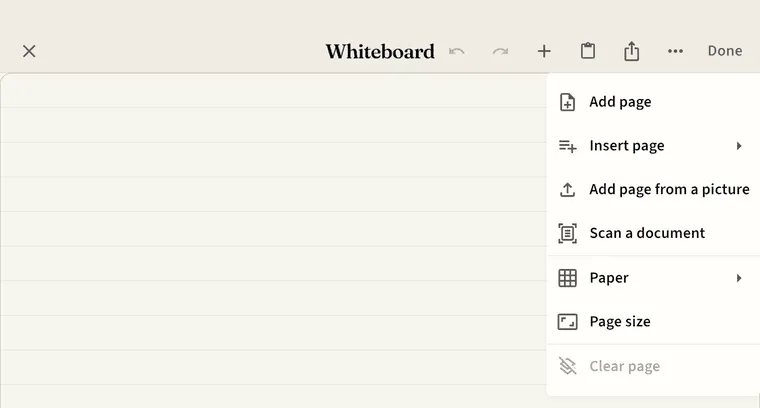 Whiteboard
Done
Add page
Insert page
Add page from a picture
Scan a document
Paper
Page size
Clear page